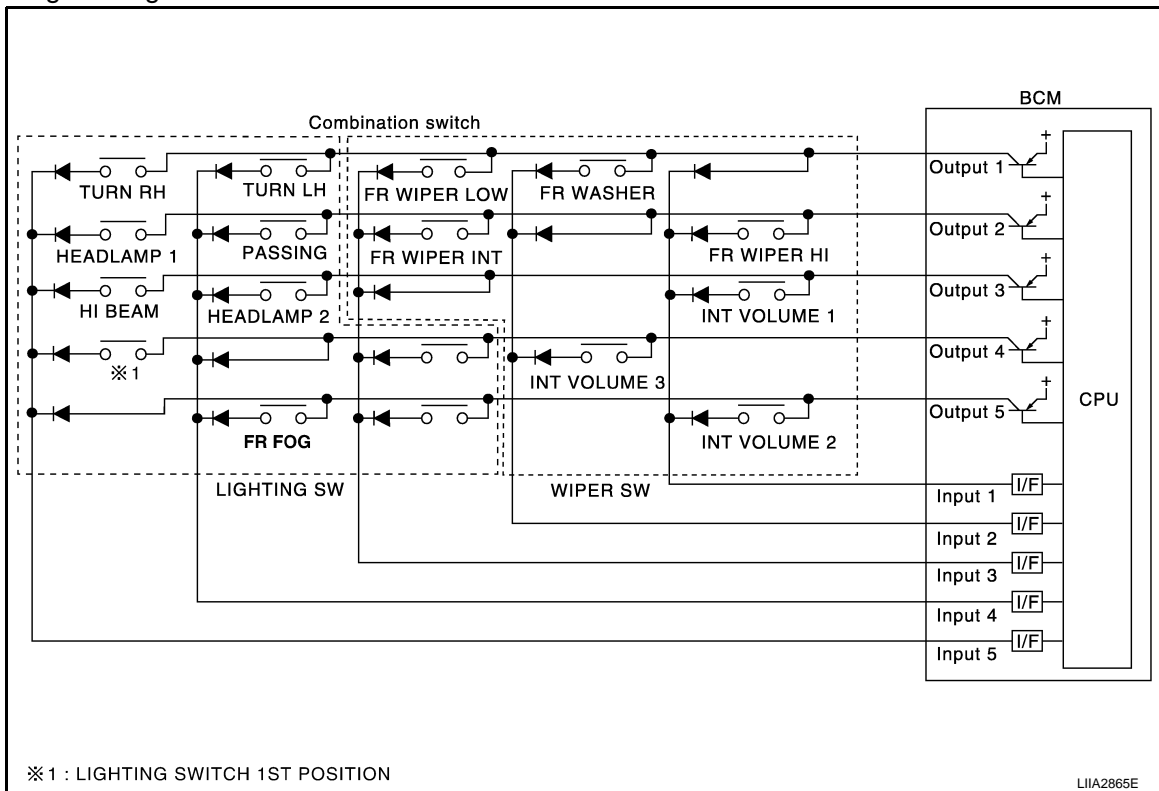 BCM
Combination switch
Output 1
TURN RH
TURN LH
FR WIPER LOW
FR WASHER
+
Output 2
HEADLAMP 1
PASSING
FR WIPER INT
FR WIPER HI
+
Output 3
HI BEAM
HEADLAMP 2
INT VOLUME 1
+
Output 4
※1
INT VOLUME 3
+
Output 5
CPU
FR FOG
INT VOLUME 2
+
LIGHTING SW
WIPER SW
Input 1
I/F
Input 2
I/F
Input 3
I/F
Input 4
I/F
Input 5
I/F
※1 : LIGHTING SWITCH 1ST POSITION
LIIA2865E